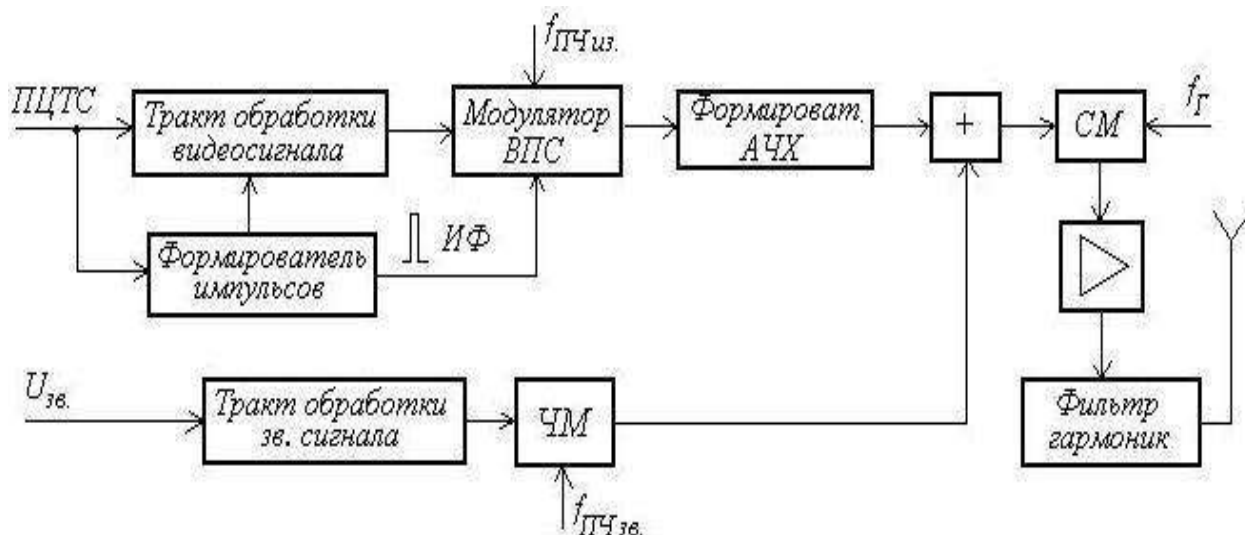 fПЧиз.
ПЦТС
Тракт обработки
видеосигнала
Модулятор
ВПС
Формироват.
АЧХ
+
СМ
fГ
Формирователь
импульсов
ИФ
Uзв.
Тракт обработки
зв. сигнала
ЧМ
fПЧзв.
Фильтр
гармоник